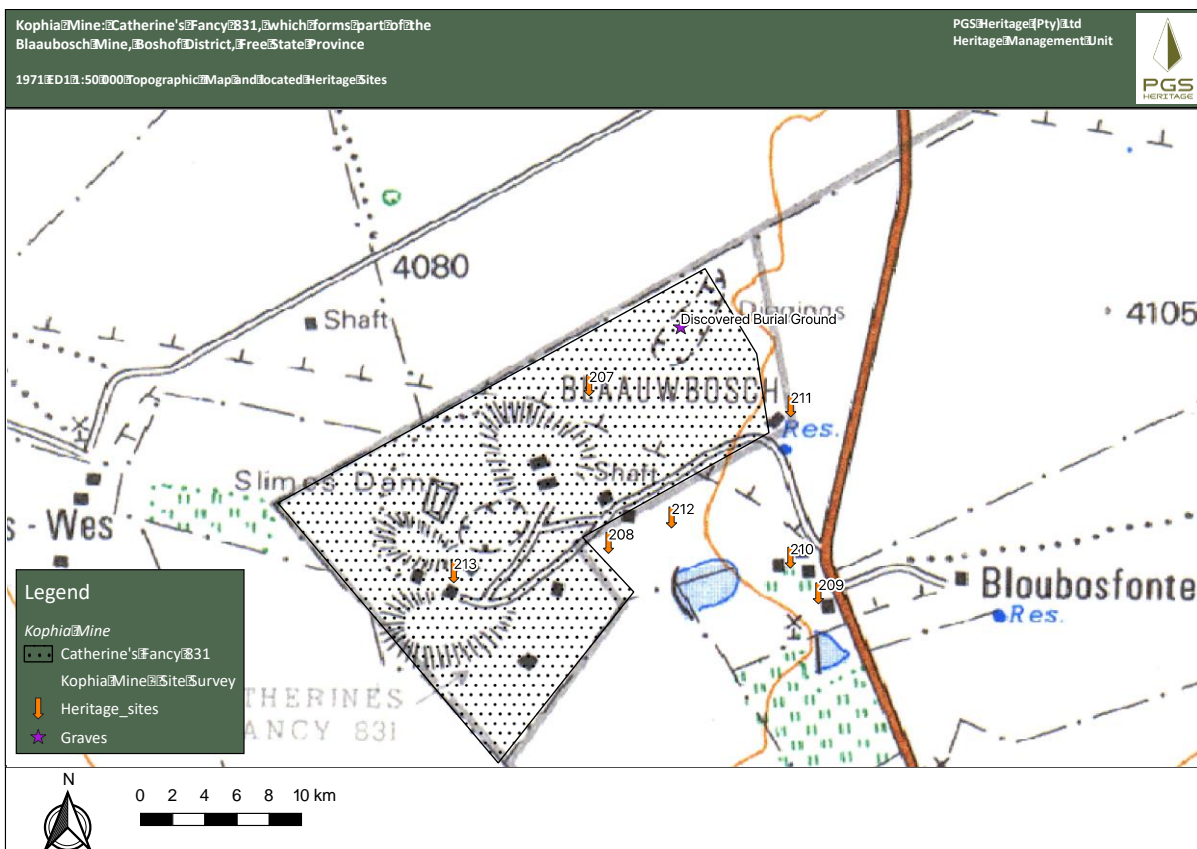 Kophia Mine: Catherine's Fancy 831, which forms part of the
Blaaubosch Mine, Boshof District, Free State Province
1971 ED1 1:50 000 Topographic Map and located Heritage Sites
PGS Heritage (Pty) Ltd
Heritage Management Unit
PGS
HERITAGE
4080
Shaft
Diggings
Discovered Burial Ground
4105
207
BLAAUWBOSCH
211
Res.
Slimes Dam
Shaft
s - Wes
212
208
210
213
209
Bloubosfonte
Res.
THERINES
ANCY 831
Legend
Kophia Mine
Catherine's Fancy 831
Kophia Mine - Site Survey
Heritage_sites
Graves
N
0 2 4 6 8 10 km